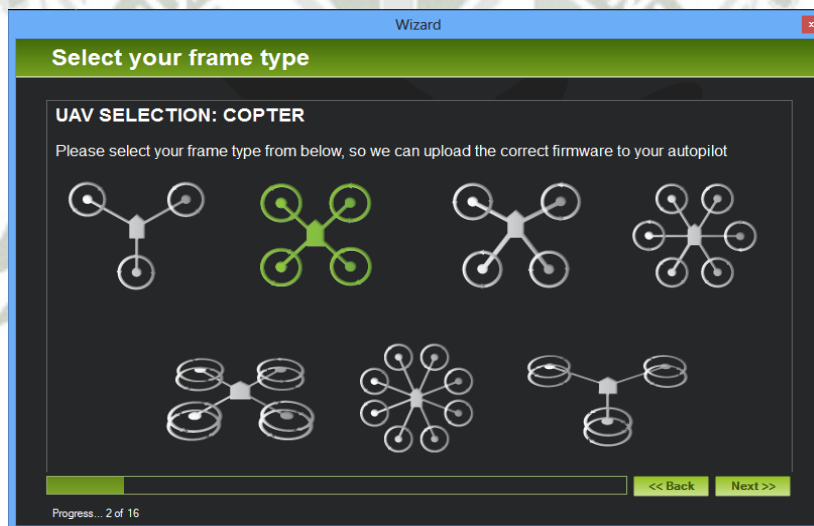 Wizard
x
Select your frame type
UAV SELECTION: COPTER
Please select your frame type from below, so we can upload the correct firmware to your autopilot
<< Back
Next >>
Progress... 2 of 16